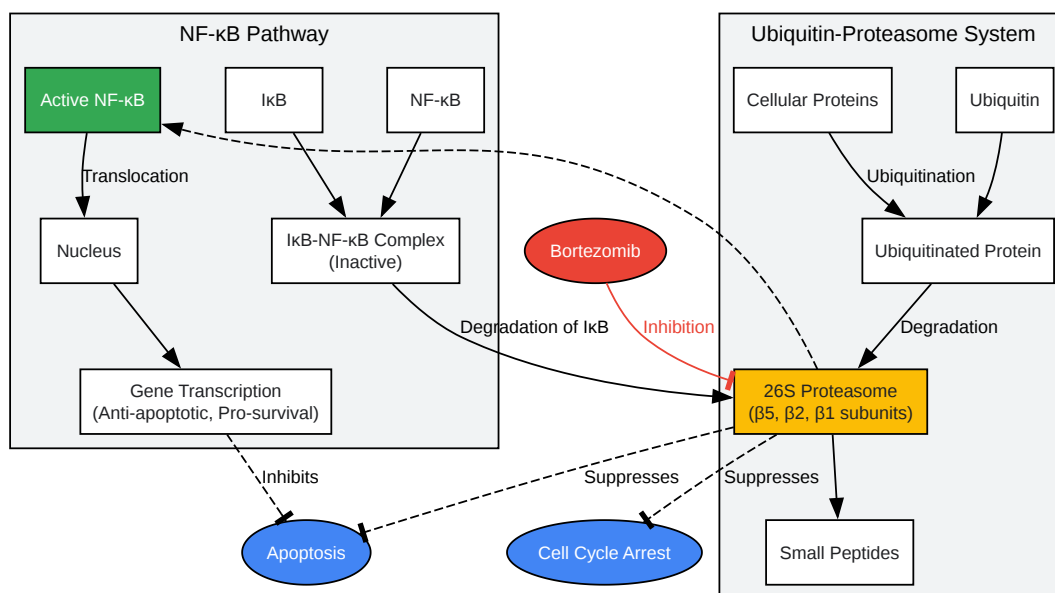 NF-κB Pathway
Ubiquitin-Proteasome System
Active NF-κB
IκB
NF-κB
Cellular Proteins
Ubiquitin
Translocation
Ubiquitination
Nucleus
IκB-NF-κB Complex
(Inactive)
Bortezomib
Ubiquitinated Protein
Degradation of IκB
Inhibition
Degradation
Gene Transcription
(Anti-apoptotic, Pro-survival)
26S Proteasome
(β5, β2, β1 subunits)
Inhibits
Suppresses
Suppresses
Apoptosis
Cell Cycle Arrest
Small Peptides